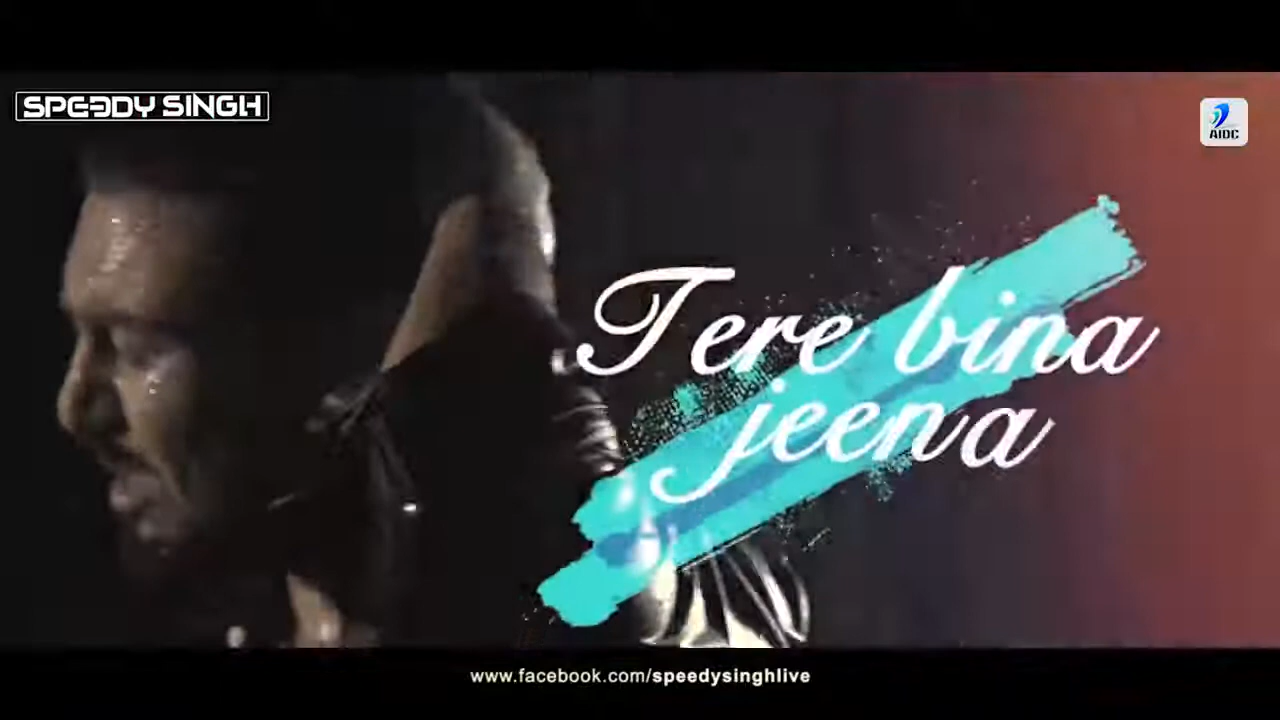 SPEEDY SINGH
AIDC
Tere bina
jeena
www.facebook.com/speedysinghlive